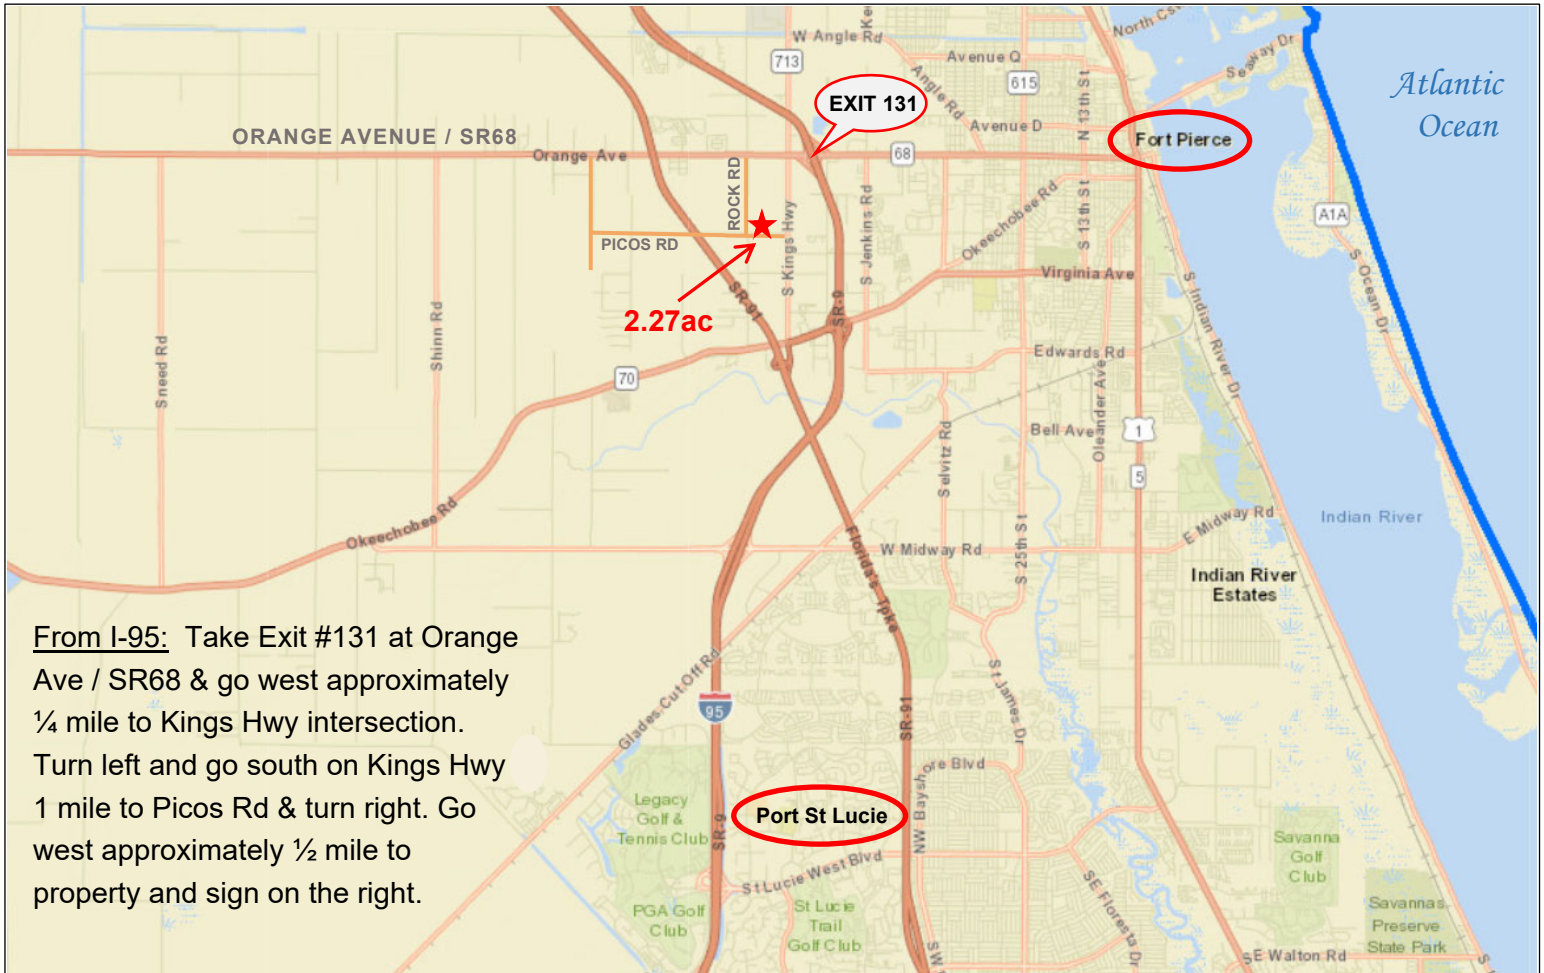 North Cs
W Angle Rd
Ke
Avenue Q
Seaway Dr
713
615
Angle Rd
N 13th St
Atlantic
Ocean
EXIT 131
ORANGE AVENUE / SR68
Avenue D
Fort Pierce
Orange Ave
68
ROCK RD
A1A
PICOS RD
S Kings Hwy
S Jenkins Rd
Okeechobee Rd
S 13th St
Virginia Ave
S Indian River Dr
S Ocean Dr
2.27ac
SR-91
SR-9
Sneed Rd
Shinn Rd
70
Edwards Rd
Oleander Ave
Bell Ave
1
5
Selvitz Rd
Okeechobee Rd
Florida's Tpke
W Midway Rd
S 25th St
E Midway Rd
Indian River
Indian River
Estates
From I-95: Take Exit #131 at Orange
Ave / SR68 & go west approximately
¼ mile to Kings Hwy intersection.
Turn left and go south on Kings Hwy
1 mile to Picos Rd & turn right. Go
west approximately ½ mile to
property and sign on the right.
Glades Cut Off Rd
95
SR-91
St James Dr
NW Bayshore Blvd
Legacy
Golf &
Tennis Club
SR-9
Port St Lucie
St Lucie West Blvd
PGA Golf
Club
St Lucie
Trail
Golf Club
SW
SE Floresta Dr
Savanna
Golf
Club
Savannas
Preserve
State Park
SE Walton Rd
S